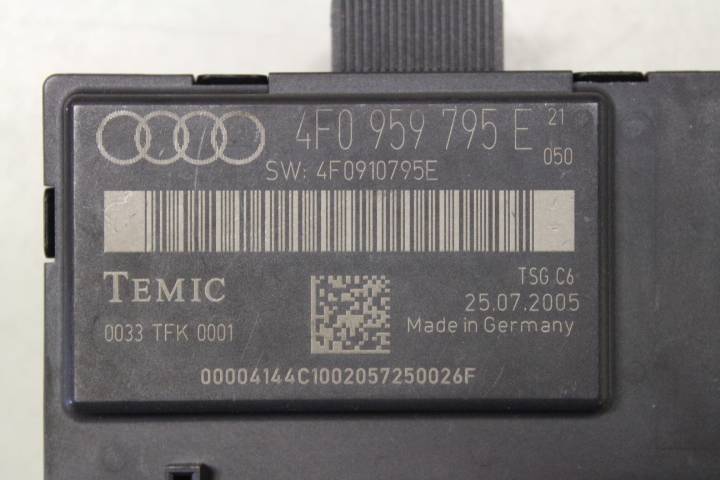 4F0 959 795 E 21
050
SW: 4F0910795E
TEMIC
TSG C6
25.07.2005
0033 TFK 0001
Made in Germany
00004144C1002057250026F